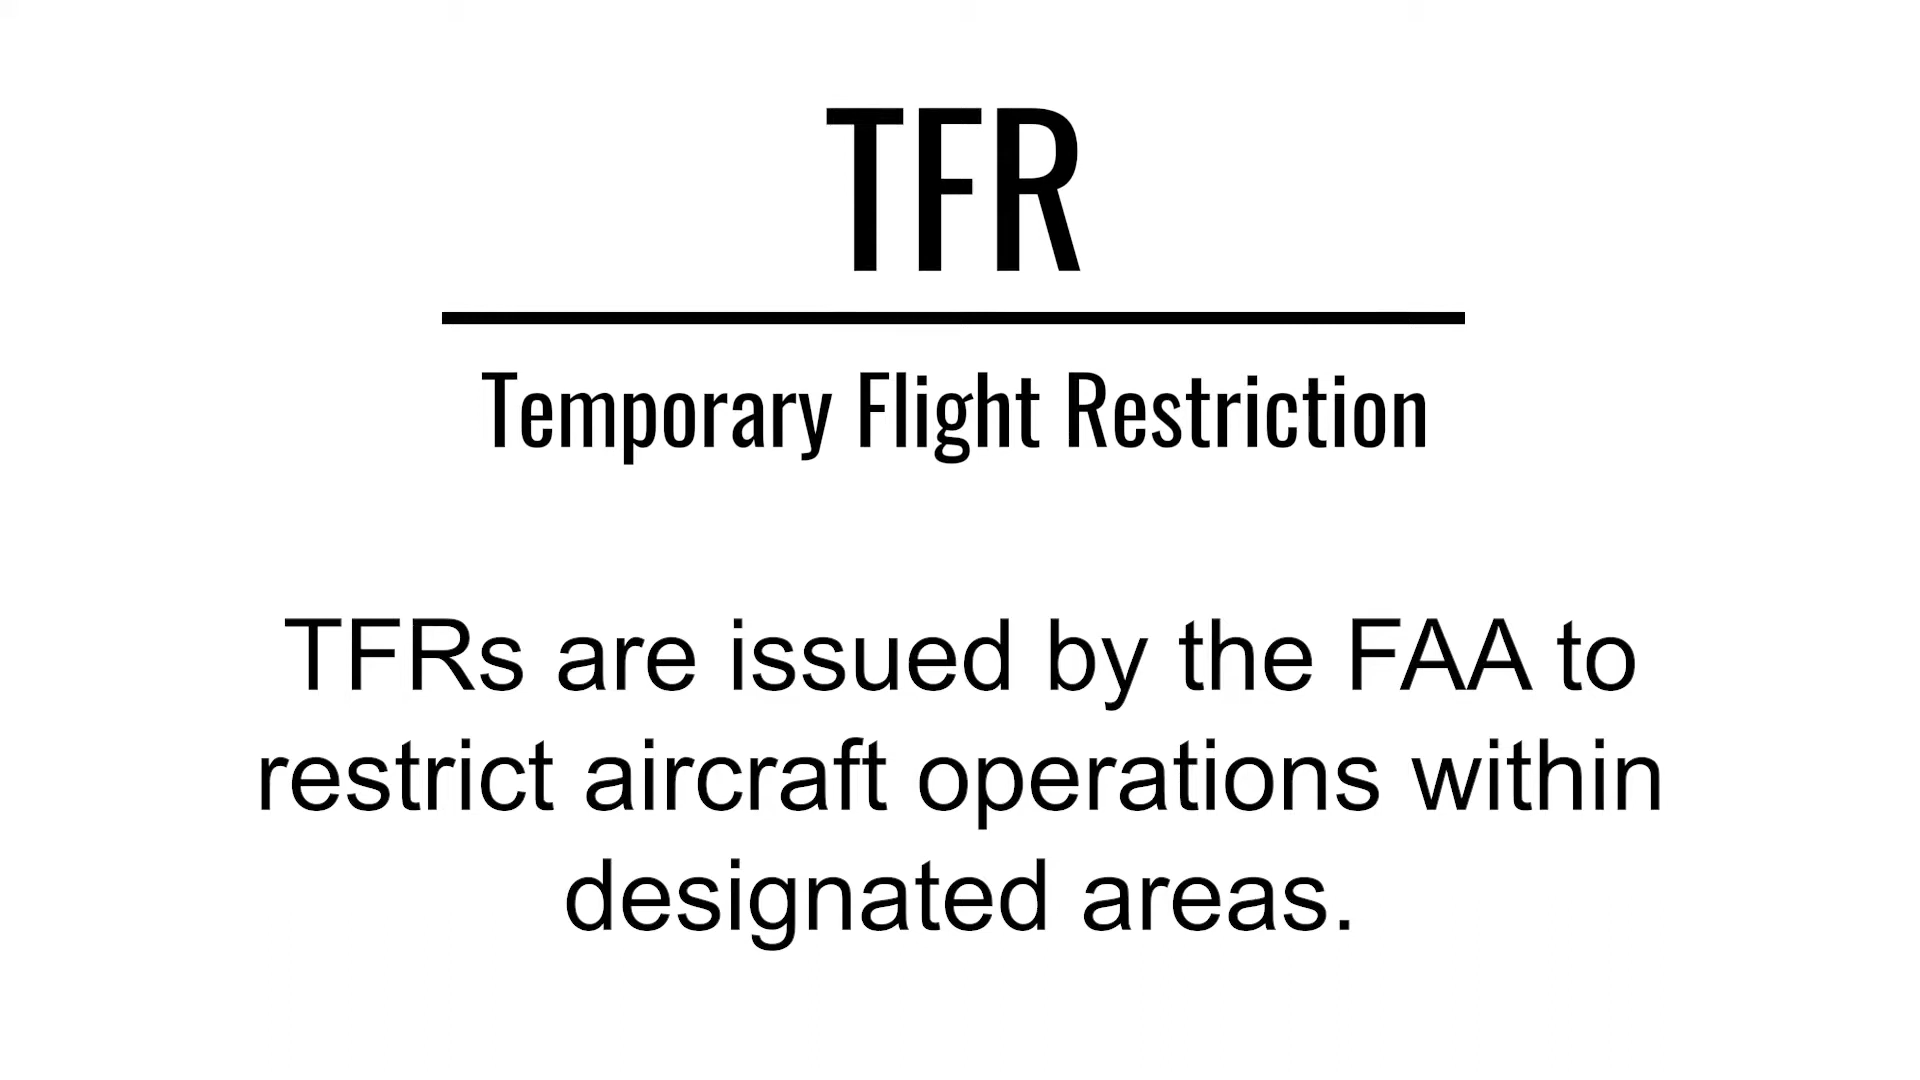 TFR
Temporary Flight Restriction
TFRs are issued by the FAA to
restrict aircraft operations within
designated areas.